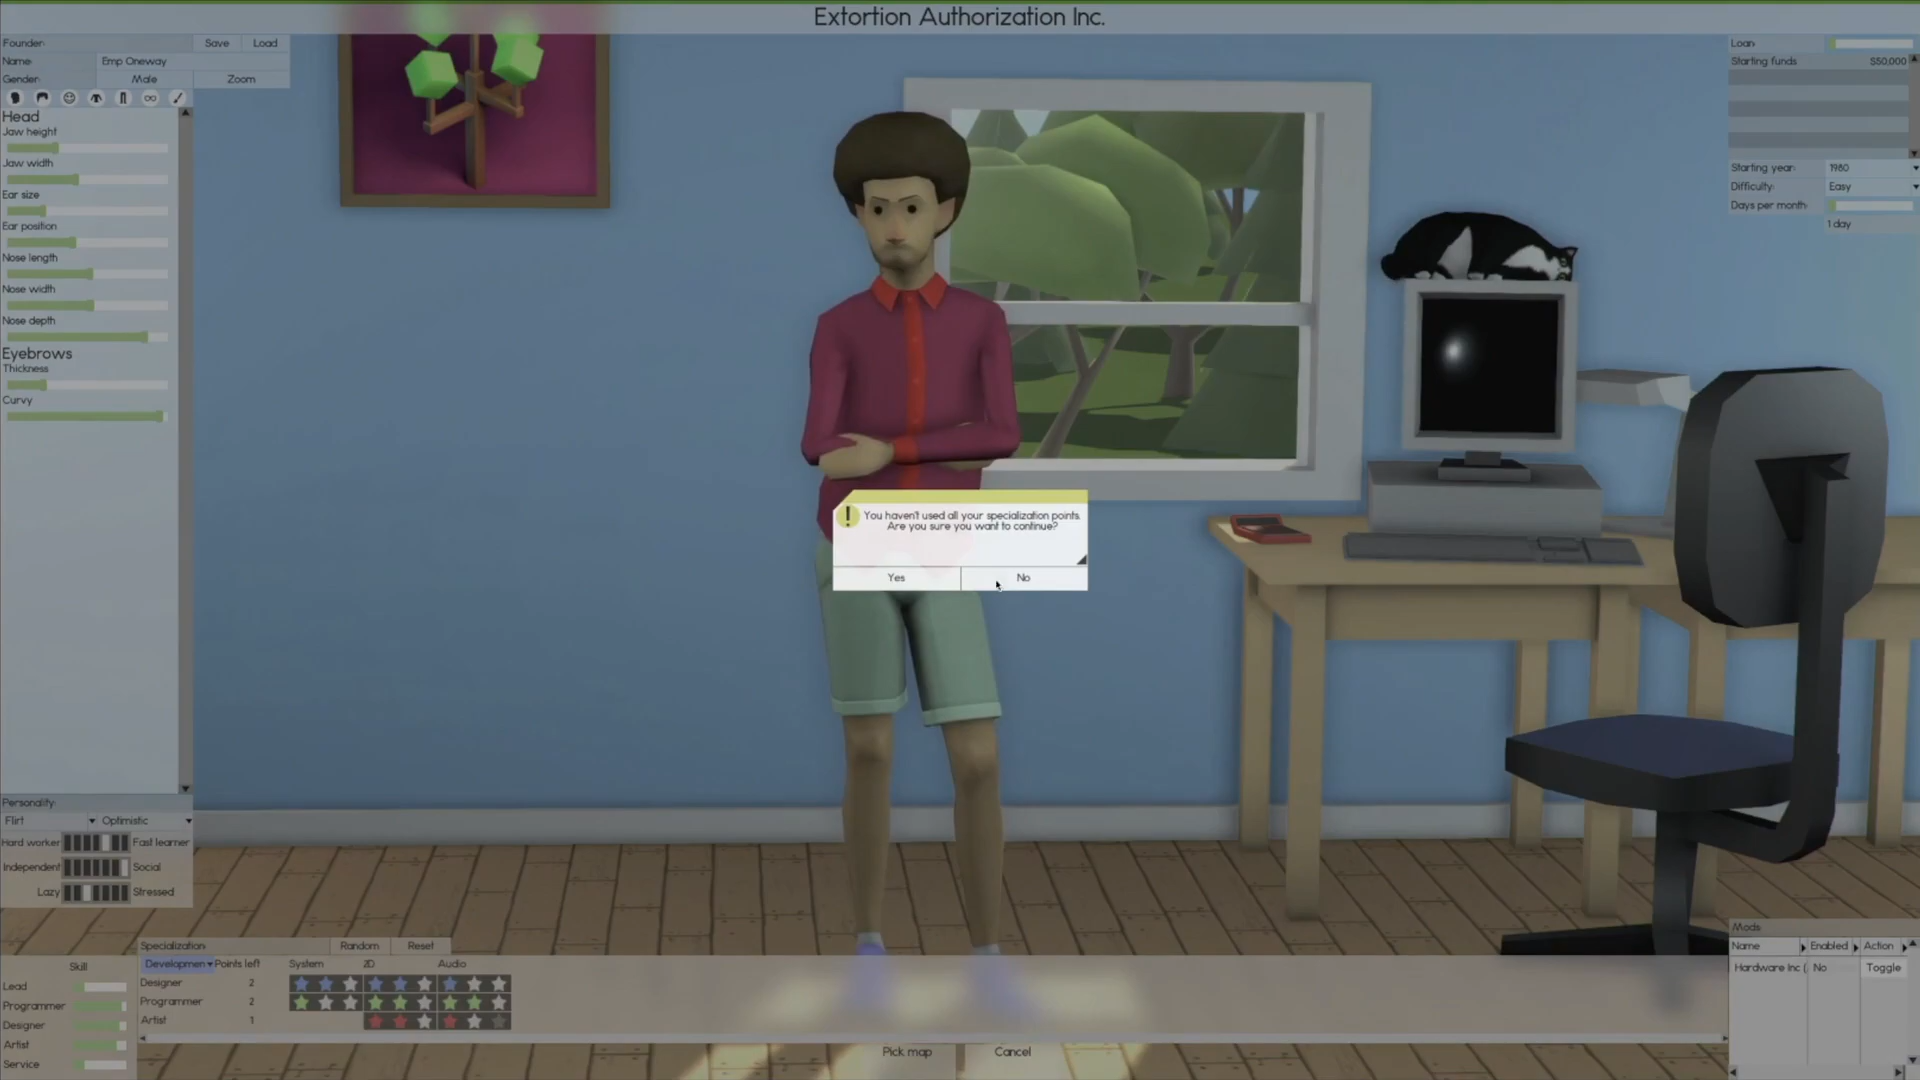 Extortion Authorization Inc.
Founder:
Save
Load
Name:
Emp Oneway
Gender:
Male
Zoom
Head
Jaw height
Jaw width
Ear size
Ear position
Nose length
Nose width
Nose depth
Eyebrows
Thickness
Curvy
Loan:
Starting funds
$50,000
Starting year:
1980
Difficulty:
Easy
Days per month:
1 day
You haven't used all your specialization points.
Are you sure you want to continue?
Yes
No
Personality:
Flirt
Optimistic
Hard worker
Fast learner
Independent
Social
Lazy
Stressed
Skill
Lead
Programmer
Designer
Artist
Service
Specialization:
Random
Reset
Developmen
Points left
System
2D
Audio
Designer
2
Programmer
2
Artist
1
Pick map
Cancel
Mods:
Name
Enabled
Action
Hardware Inc (
No
Toggle